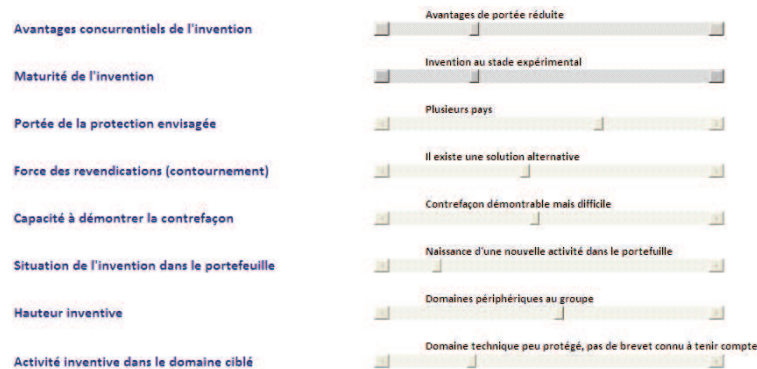 Avantages de portée réduite
Avantages concurrentiels de l'invention
Invention au stade expérimental
Maturité de l'invention
Plusieurs pays
Portée de la protection envisagée
Il existe une solution alternative
Force des revendications (contournement)
Contrefaçon démontrable mais difficile
Capacité à démontrer la contrefaçon
Naissance d'une nouvelle activité dans le portefuille
Situation de l'invention dans le portefeuille
Domaines périphériques au groupe
Hauteur inventive
Domaine technique peu protégé, pas de brevet connu à tenir compte
Activité inventive dans le domaine ciblé